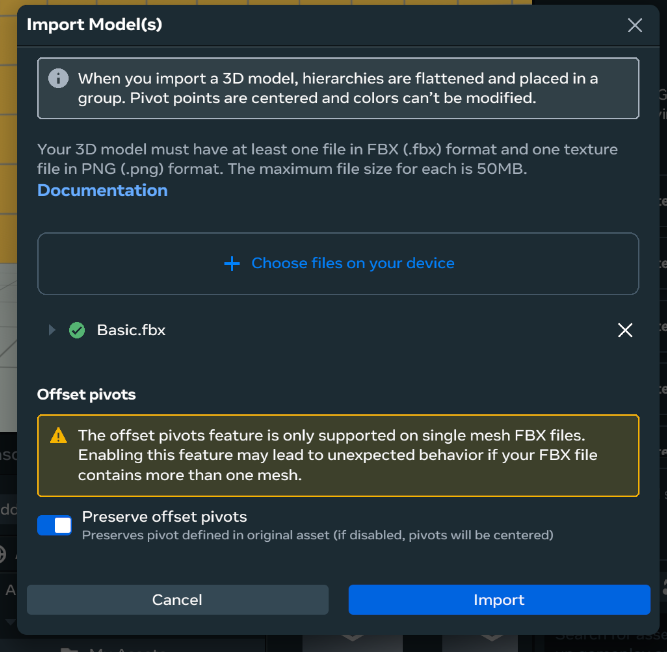 Import Model(s)
When you import a 3D model, hierarchies are flattened and placed in a
group. Pivot points are centered and colors can't be modified.
Your 3D model must have at least one file in FBX (.fbx) format and one texture
file in PNG (.png) format. The maximum file size for each is 50MB.
Documentation
+ Choose files on your device
Basic.fbx
Offset pivots
The offset pivots feature is only supported on single mesh FBX files.
Enabling this feature may lead to unexpected behavior if your FBX file
contains more than one mesh.
Preserve offset pivots
Preserves pivot defined in original asset (if disabled, pivots will be centered)
Cancel
Import